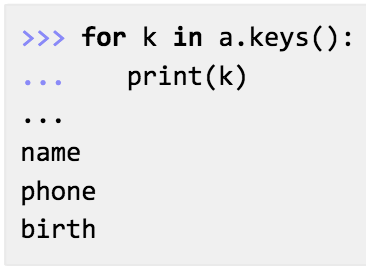 >>> for k in a.keys():
...    print(k)
...
name
phone
birth